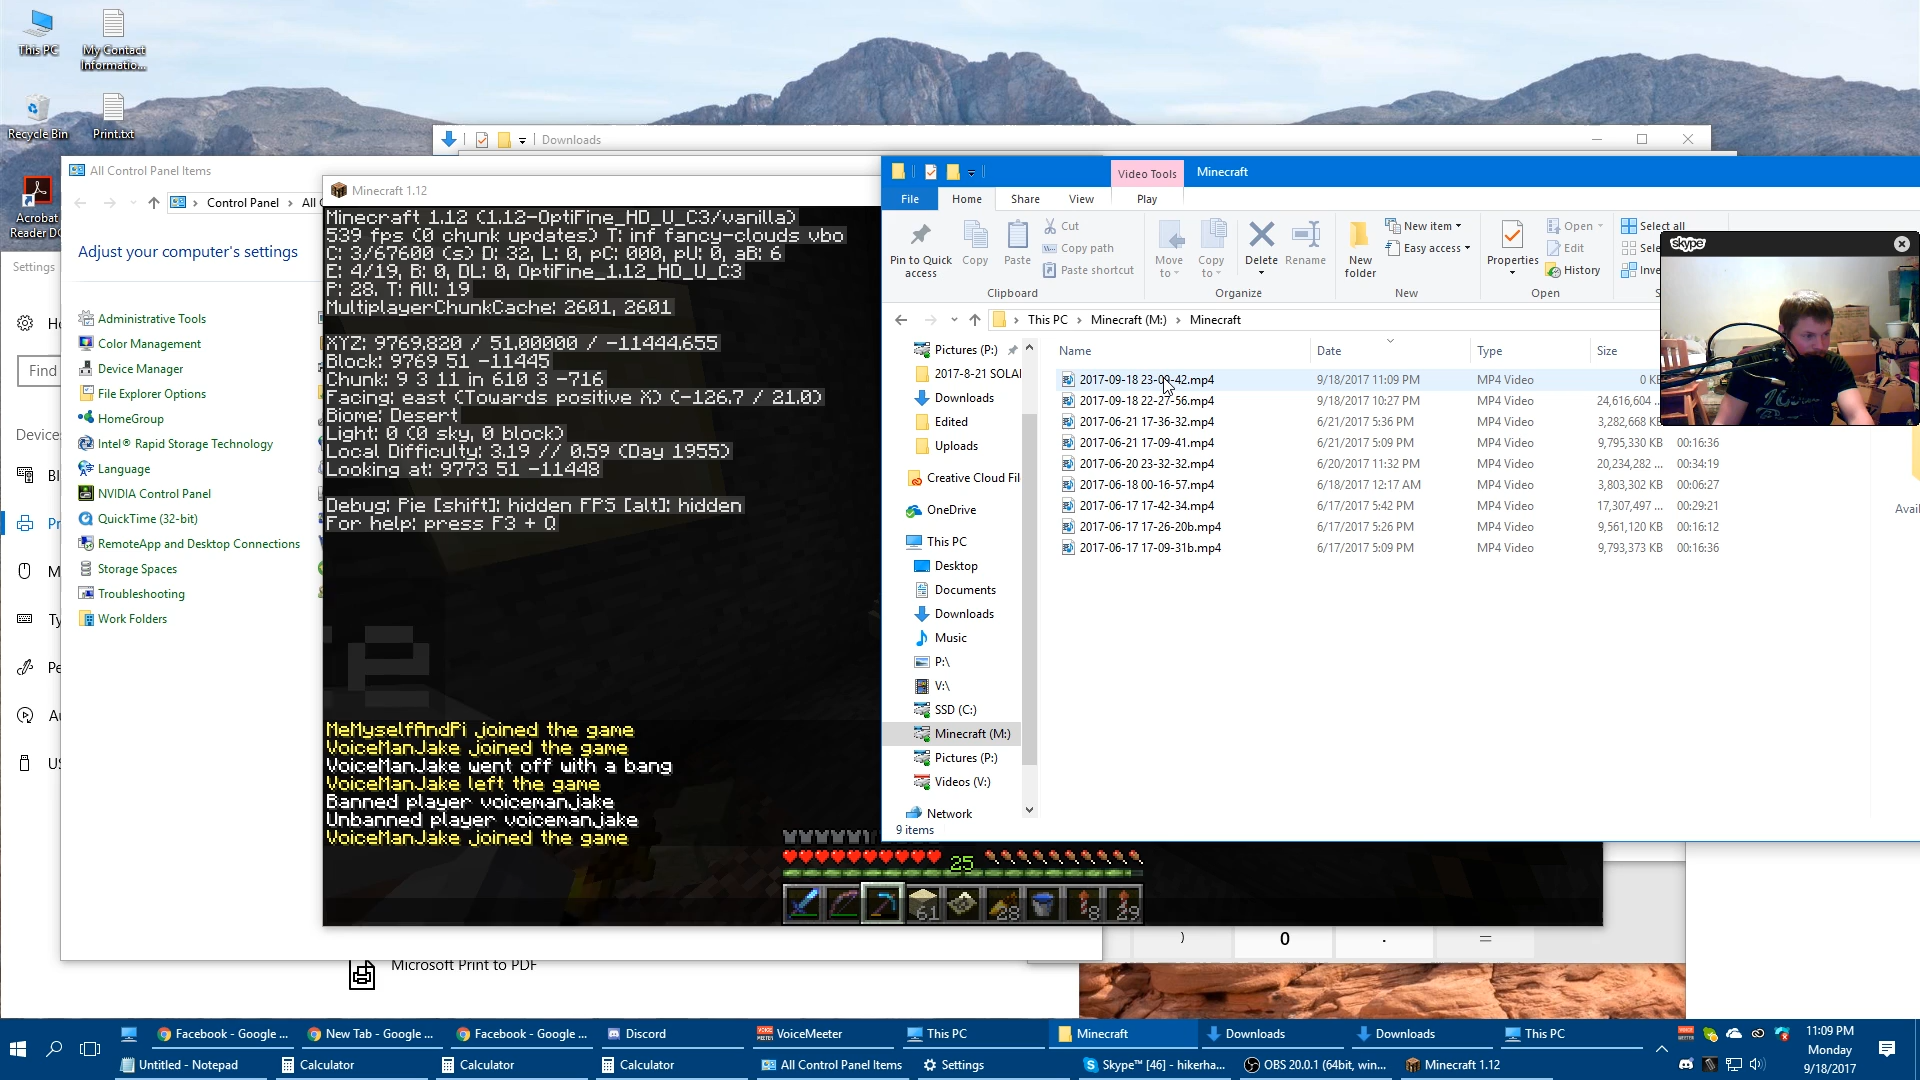 This PC
My Contact
Informatio...
Recycle Bin
Print.txt
Acrobat
Reader DC
Downloads
All Control Panel Items
Control Panel
Adjust your computer's settings
Administrative Tools
Color Management
Device Manager
File Explorer Options
HomeGroup
Intel® Rapid Storage Technology
Language
NVIDIA Control Panel
QuickTime (32-bit)
RemoteApp and Desktop Connections
Storage Spaces
Troubleshooting
Work Folders
Settings
Find
Minecraft 1.12
Minecraft 1.12 (1.12-OptiFine_HD_U_C3/vanilla)
539 fps (0 chunk updates) T: inf fancy-clouds vbo
C: 3/67600 (s) D: 32, L: 0, pC: 000, pU: 0, aB: 6
E: 4/19, B: 0, DL: 0, OptiFine_1.12_HD_U_C3
P: 28. T: All: 19
MultiplayerChunkCache: 2601, 2601
XYZ: 9769.820 / 51.00000 / -11444.655
Block: 9769 51 -11445
Chunk: 9 3 11 in 610 3 -716
Facing: east (Towards positive X) (-126.7 / 21.0)
Biome: Desert
Light: 0 (0 sky, 0 block)
Local Difficulty: 3.19 // 0.59 (Day 1955)
Looking at: 9773 51 -11448
Debug: Pie [shift]: hidden FPS [alt]: hidden
For help: press F3 + Q
MeMyselfAndPi joined the game
VoiceManJake joined the game
VoiceManJake went off with a bang
VoiceManJake left the game
Banned player voicemanjake
Unbanned player voicemanjake
VoiceManJake joined the game
25
61 28 8 29
Video Tools
Minecraft
File Home Share View Play
Pin to Quick
access
Copy
Paste
Cut
Copy path
Paste shortcut
Clipboard
Move
to
Copy
to
Delete
Rename
Organize
New
folder
New item
Easy access
New
Properties
Open
Edit
History
Open
Select all
This PC
Minecraft (M:)
Minecraft
skype
Pictures (P:)
2017-8-21 SOLAI
Downloads
Edited
Uploads
Creative Cloud Fil
OneDrive
This PC
Desktop
Documents
Downloads
Music
P:\
V:\
SSD (C:)
Minecraft (M:)
Pictures (P:)
Videos (V:)
Network
9 items
Name Date Type Size
2017-09-18 23-09-42.mp4 9/18/2017 11:09 PM MP4 Video 0 KB
2017-09-18 22-27-56.mp4 9/18/2017 10:27 PM MP4 Video 24,616,604 ...
2017-06-21 17-36-32.mp4 6/21/2017 5:36 PM MP4 Video 3,282,668 K
2017-06-21 17-09-41.mp4 6/21/2017 5:09 PM MP4 Video 9,795,330 KB 00:16:36
2017-06-20 23-32-32.mp4 6/20/2017 11:32 PM MP4 Video 20,234,282 ... 00:34:19
2017-06-18 00-16-57.mp4 6/18/2017 12:17 AM MP4 Video 3,803,302 KB 00:06:27
2017-06-17 17-42-34.mp4 6/17/2017 5:42 PM MP4 Video 17,307,497 ... 00:29:21
2017-06-17 17-26-20b.mp4 6/17/2017 5:26 PM MP4 Video 9,561,120 KB 00:16:12
2017-06-17 17-09-31b.mp4 6/17/2017 5:09 PM MP4 Video 9,793,373 KB 00:16:36
) 0 . =
Microsoft Print to PDF
Facebook - Google ...
New Tab - Google ...
Facebook - Google ...
Discord
VoiceMeeter
This PC
Minecraft
Downloads
Downloads
This PC
Untitled - Notepad
Calculator
Calculator
Calculator
All Control Panel Items
Settings
Skype™ [46] - hikerha...
OBS 20.0.1 (64bit, win...
Minecraft 1.12
11:09 PM
Monday
9/18/2017